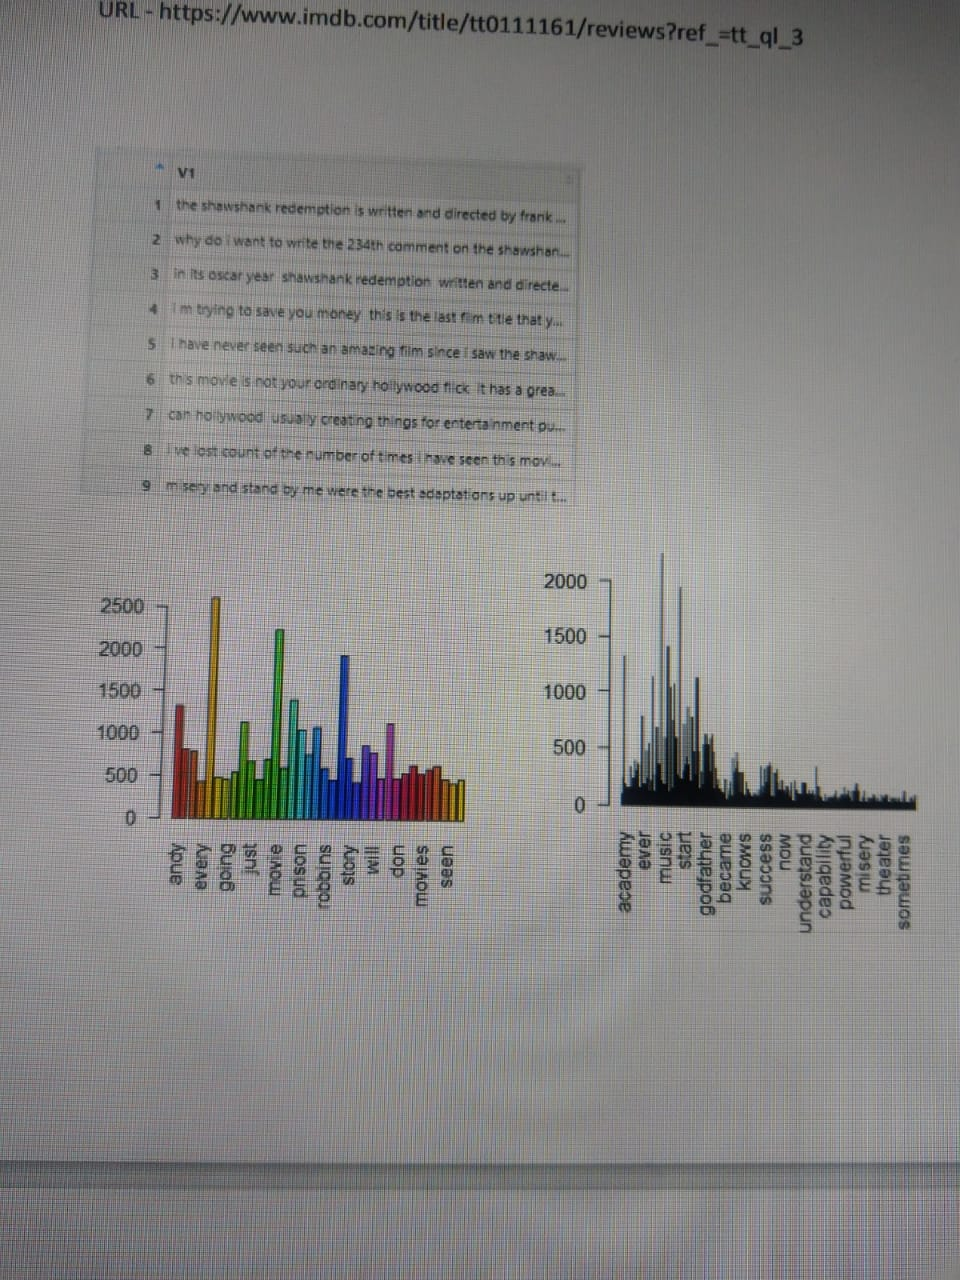 URL - https://www.imdb.com/title/tt0111161/reviews?ref_=tt_ql_3
V1
1 the shawshank redemption is written and directed by frank ...
2 why do i want to write the 234th comment on the shawshan...
3 in its oscar year shawshank redemption written and directe...
4 i m trying to save you money this is the last film title that y...
5 i have never seen such an amazing film since i saw the shaw...
6 this movie is not your ordinary hollywood flick it has a grea...
7 can hollywood usually creating things for entertainment pu...
8 i ve lost count of the number of times i have seen this movi...
9 misery and stand by me were the best adaptations up until t...
2500
2000
1500
1000
500
0
andy
every
going
just
movie
prison
robbins
story
will
don
movies
seen
2000
1500
1000
500
0
academy
ever
music
start
godfather
became
knows
success
now
understand
capability
powerful
misery
theater
sometimes